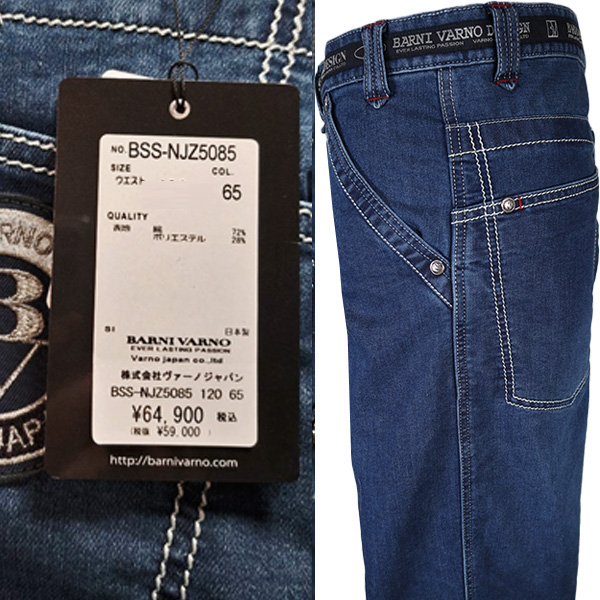 NO. BSS-NJZ5085
SIZE COL.
ウエスト
65
QUALITY
表地 綿 72%
ポリエステル 28%
SI 日本製
BARNI VARNO
EVER LASTING PASSION
Varno japan co.,ltd
株式会社ヴァーノジャパン
BSS-NJZ5085 120 65
¥64,900 税込
(税抜 ¥59,000)
http://barnivarno.com
DESIGN
BARNI VARNO DESIGN
EVER LASTING PASSION